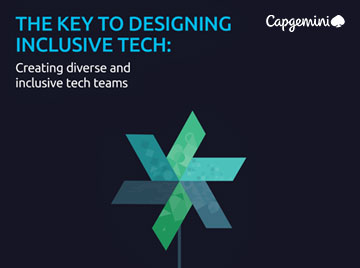 THE KEY TO DESIGNING
INCLUSIVE TECH:
Capgemini
Creating diverse and
inclusive tech teams